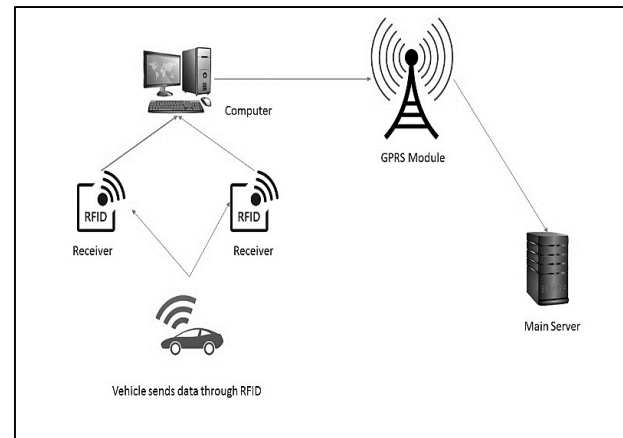 Computer
GPRS Module
RFID
RFID
Receiver
Receiver
Main Server
Vehicle sends data through RFID